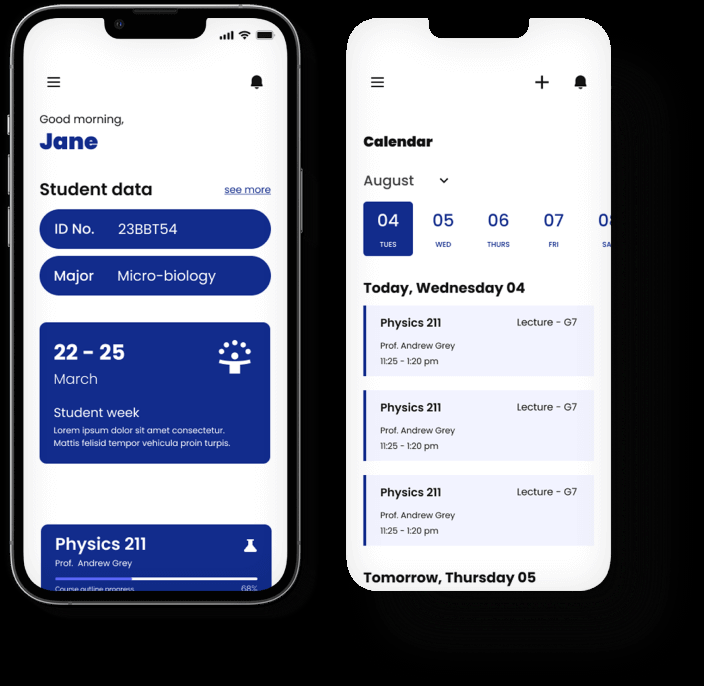 Good morning,
Jane
Student data see more
ID No. 23BBT54
Major Micro-biology
22 - 25
March
Student week
Lorem ipsum dolor sit amet consectetur.
Mattis felisid tempor vehicula proin turpis.
Physics 211
Prof. Andrew Grey
Course outline progress 68%
Calendar
August
04 05 06 07 08
TUES WED THURS FRI SA
Today, Wednesday 04
Physics 211 Lecture - G7
Prof. Andrew Grey
11:25 - 1:20 pm
Physics 211 Lecture - G7
Prof. Andrew Grey
11:25 - 1:20 pm
Physics 211 Lecture - G7
Prof. Andrew Grey
11:25 - 1:20 pm
Tomorrow, Thursday 05